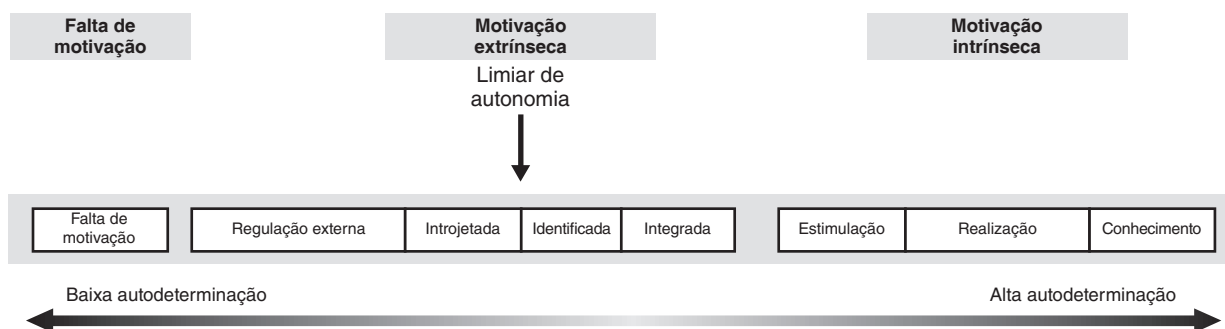 Falta de
motivação
Motivação
extrínseca
Motivação
intrínseca
Limiar de
autonomia
Falta de
motivação
Regulação externa
Introjetada
Identificada
Integrada
Estimulação
Realização
Conhecimento
Baixa autodeterminação
Alta autodeterminação